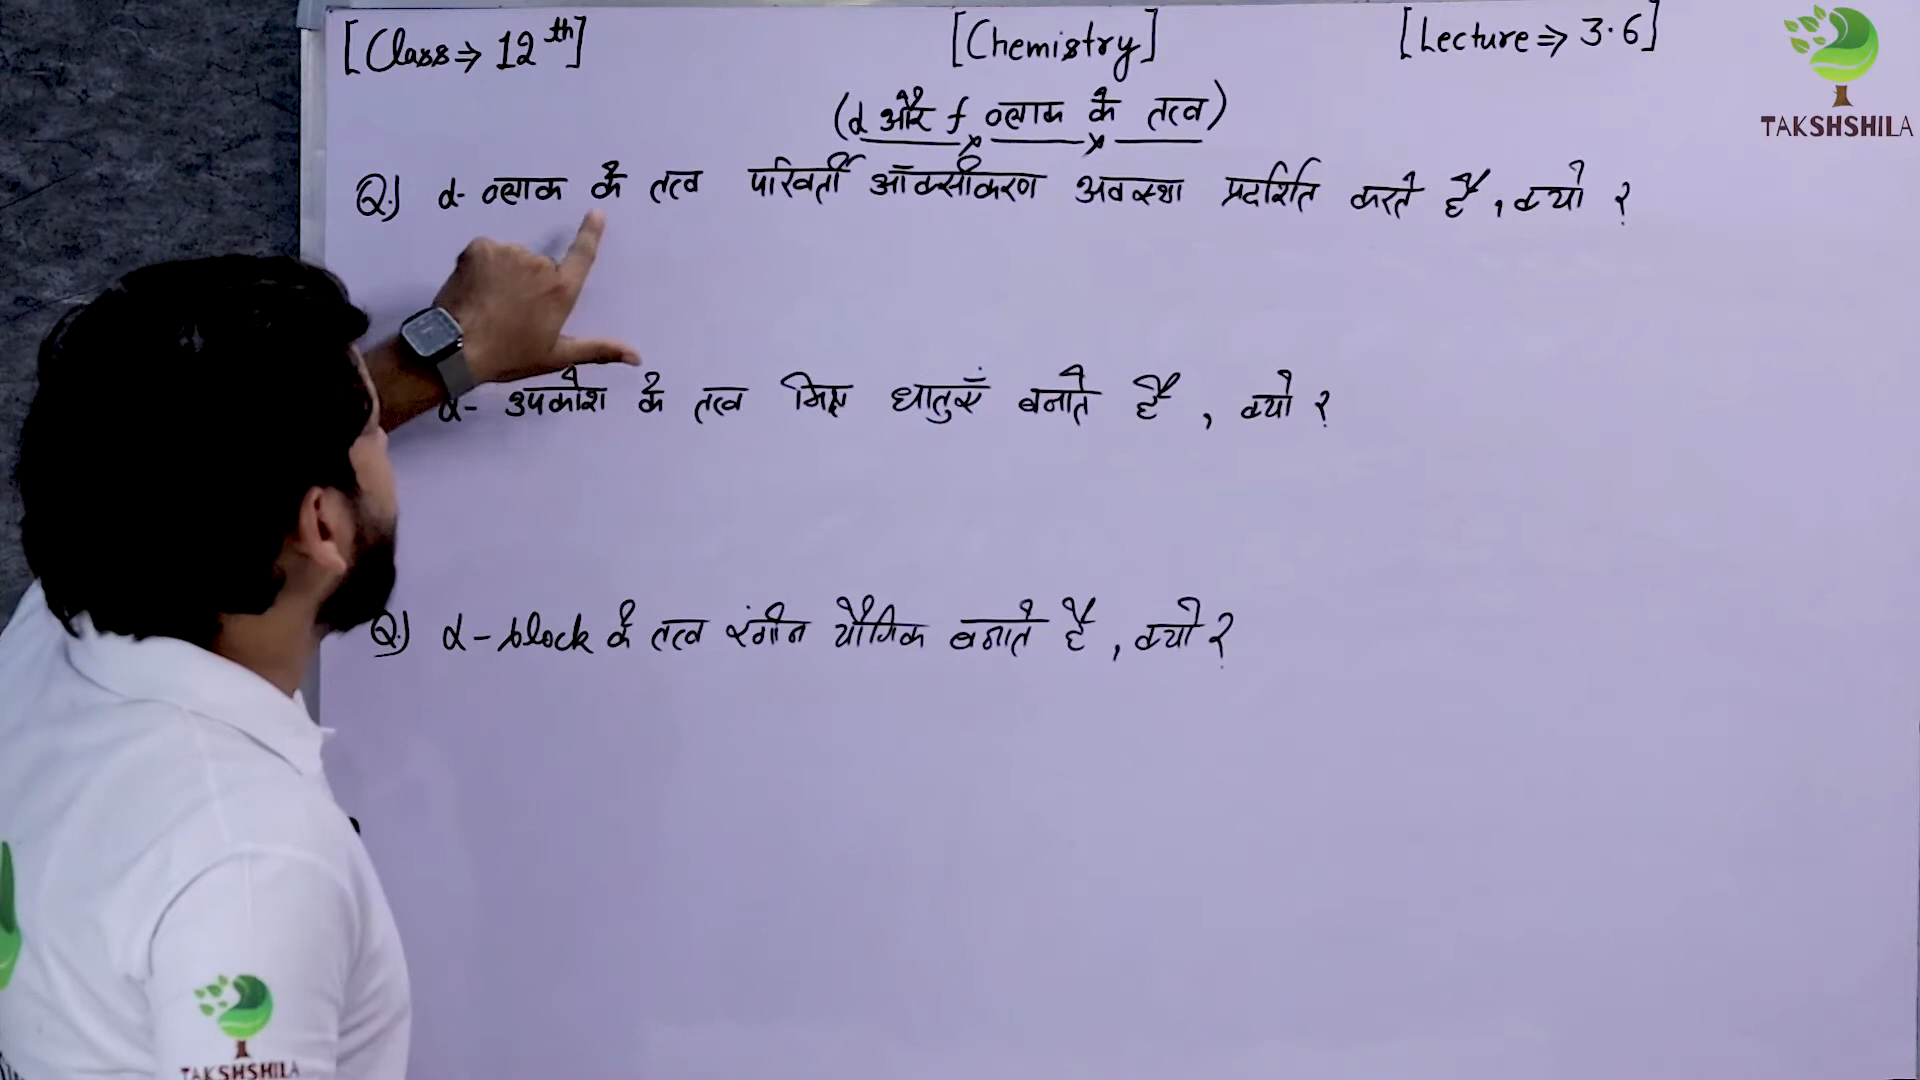 [Class⇒ 12th] [Chemistry] [Lecture⇒ 3.6]
TAKSHSHILA
(d और f ब्लाक के तत्व)
Q.) d- ब्लाक के तत्व परिवर्ती ऑक्सीकरण अवस्था प्रदर्शित करते हैं, क्यों ?
d- उपकोश के तत्व मिश्र धातुएँ बनाते हैं, क्यों ?
Q.) d-block के तत्व रंगीन यौगिक बनाते हैं, क्यों ?
TAKSHSHILA